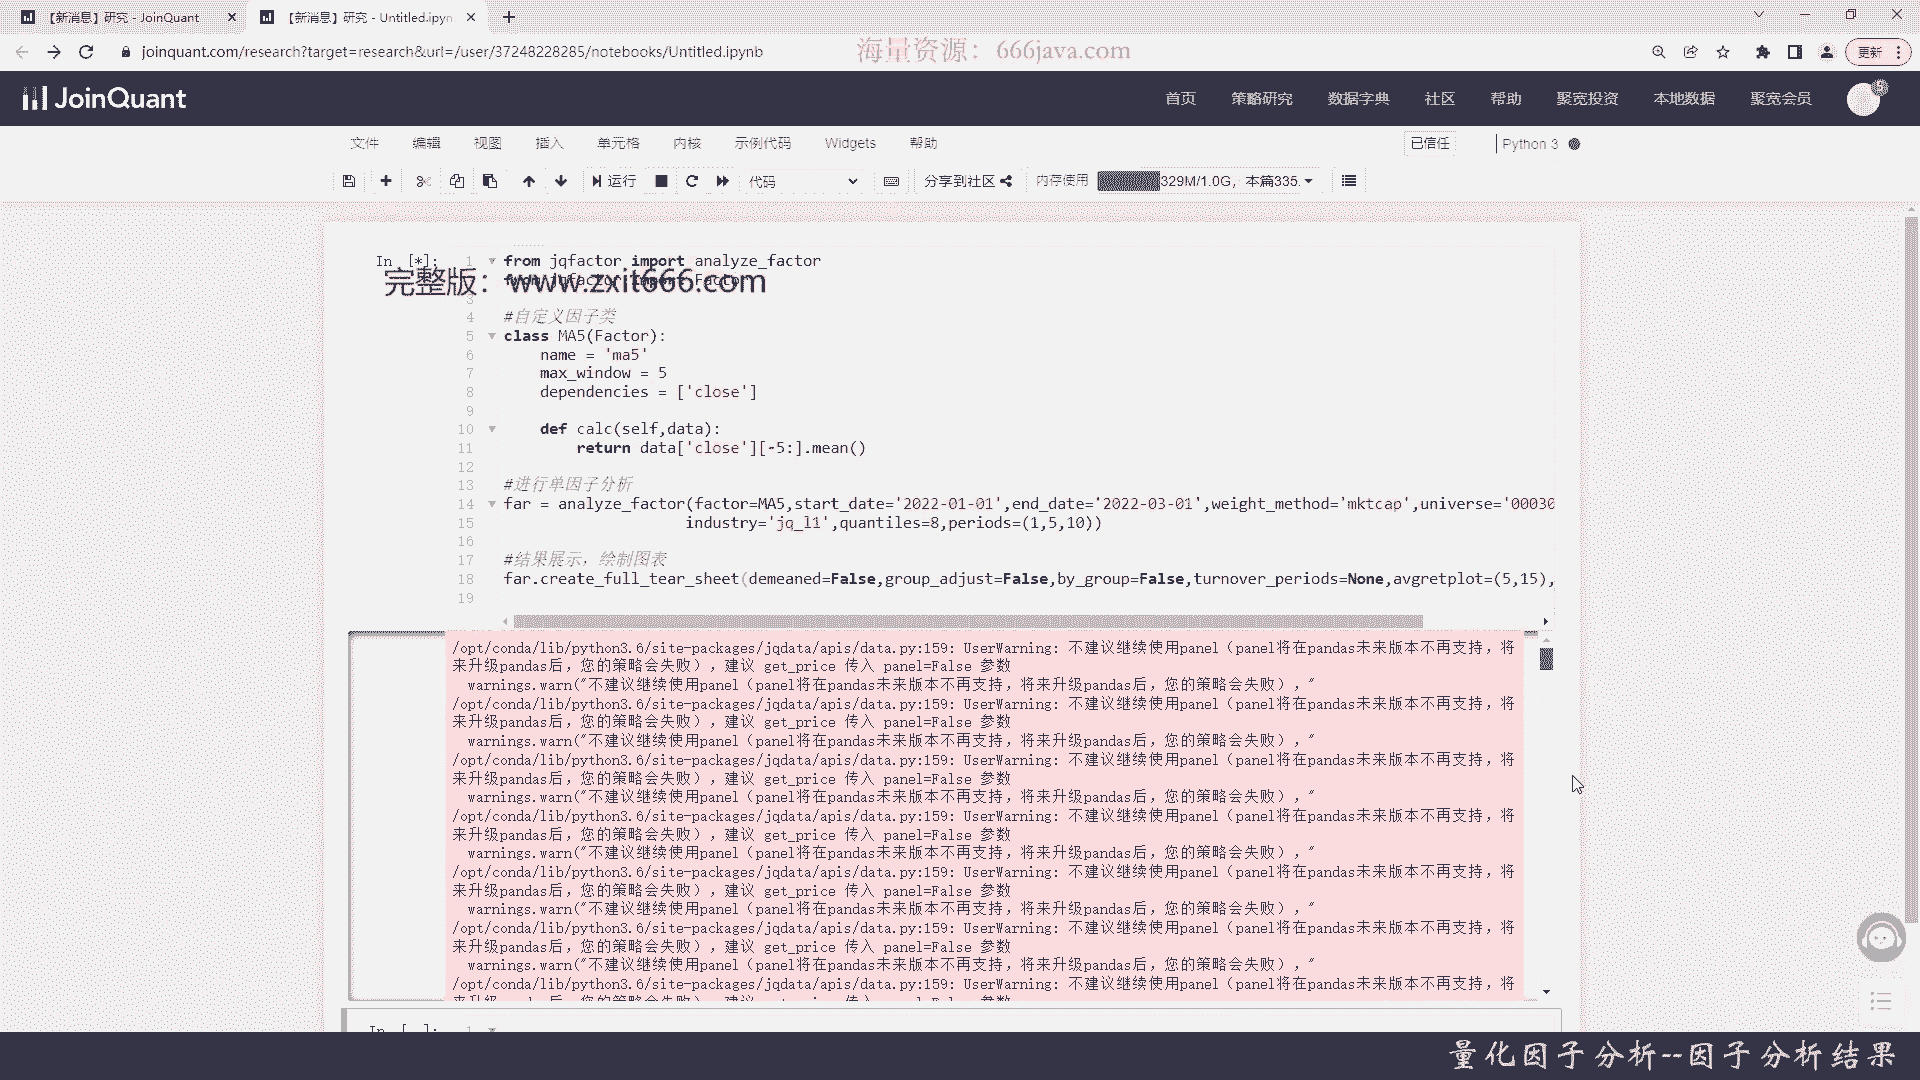 【新消息】研究 - JoinQuant
【新消息】研究 - Untitled.ipyn
joinquant.com/research?target=research&url=/user/37248228285/notebooks/Untitled.ipynb
海量资源：666java.com
更新
JoinQuant
首页 策略研究 数据字典 社区 帮助 聚宽投资 本地数据 聚宽会员
文件 编辑 视图 插入 单元格 内核 示例代码 Widgets 帮助
已信任
Python 3
运行 代码 分享到社区 内存使用 329M/1.0G，本篇335.
In [*]:
1 from jqfactor import analyze_factor
完整版：www.zxit666.com
3
4 #自定义因子类
5 class MA5(Factor):
6 name = 'ma5'
7 max_window = 5
8 dependencies = ['close']
9
10 def calc(self,data):
11 return data['close'][-5:].mean()
12
13 #进行单因子分析
14 far = analyze_factor(factor=MA5,start_date='2022-01-01',end_date='2022-03-01',weight_method='mktcap',universe='00030
15 industry='jq_l1',quantiles=8,periods=(1,5,10))
16
17 #结果展示，绘制图表
18 far.create_full_tear_sheet(demeaned=False,group_adjust=False,by_group=False,turnover_periods=None,avgretplot=(5,15),
19
/opt/conda/lib/python3.6/site-packages/jqdata/apis/data.py:159: UserWarning: 不建议继续使用panel（panel将在pandas未来版本不再支持，将
来升级pandas后，您的策略会失败），建议 get_price 传入 panel=False 参数
warnings.warn("不建议继续使用panel（panel将在pandas未来版本不再支持，将来升级pandas后，您的策略会失败），"
/opt/conda/lib/python3.6/site-packages/jqdata/apis/data.py:159: UserWarning: 不建议继续使用panel（panel将在pandas未来版本不再支持，将
来升级pandas后，您的策略会失败），建议 get_price 传入 panel=False 参数
warnings.warn("不建议继续使用panel（panel将在pandas未来版本不再支持，将来升级pandas后，您的策略会失败），"
/opt/conda/lib/python3.6/site-packages/jqdata/apis/data.py:159: UserWarning: 不建议继续使用panel（panel将在pandas未来版本不再支持，将
来升级pandas后，您的策略会失败），建议 get_price 传入 panel=False 参数
warnings.warn("不建议继续使用panel（panel将在pandas未来版本不再支持，将来升级pandas后，您的策略会失败），"
/opt/conda/lib/python3.6/site-packages/jqdata/apis/data.py:159: UserWarning: 不建议继续使用panel（panel将在pandas未来版本不再支持，将
来升级pandas后，您的策略会失败），建议 get_price 传入 panel=False 参数
warnings.warn("不建议继续使用panel（panel将在pandas未来版本不再支持，将来升级pandas后，您的策略会失败），"
/opt/conda/lib/python3.6/site-packages/jqdata/apis/data.py:159: UserWarning: 不建议继续使用panel（panel将在pandas未来版本不再支持，将
来升级pandas后，您的策略会失败），建议 get_price 传入 panel=False 参数
warnings.warn("不建议继续使用panel（panel将在pandas未来版本不再支持，将来升级pandas后，您的策略会失败），"
/opt/conda/lib/python3.6/site-packages/jqdata/apis/data.py:159: UserWarning: 不建议继续使用panel（panel将在pandas未来版本不再支持，将
来升级pandas后，您的策略会失败），建议 get_price 传入 panel=False 参数
warnings.warn("不建议继续使用panel（panel将在pandas未来版本不再支持，将来升级pandas后，您的策略会失败），"
/opt/conda/lib/python3.6/site-packages/jqdata/apis/data.py:159: UserWarning: 不建议继续使用panel（panel将在pandas未来版本不再支持，将
量化因子分析--因子分析结果